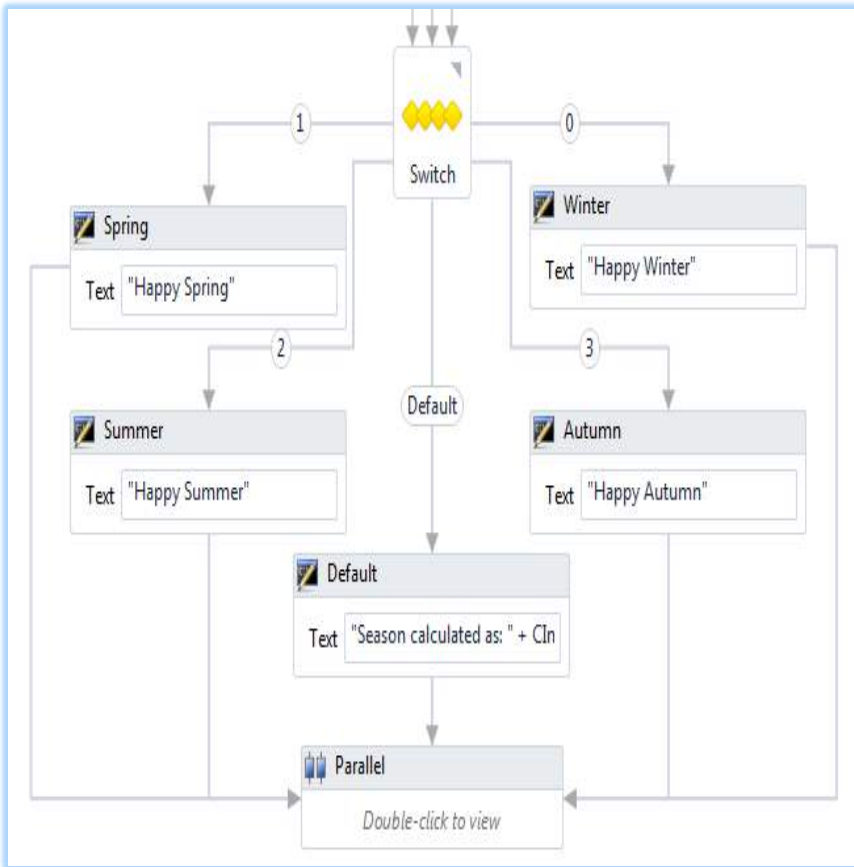 1
0
Switch
Spring
Text "Happy Spring"
Winter
Text "Happy Winter"
2
3
Default
Summer
Text "Happy Summer"
Autumn
Text "Happy Autumn"
Default
Text "Season calculated as: " + CIn
Parallel
Double-click to view